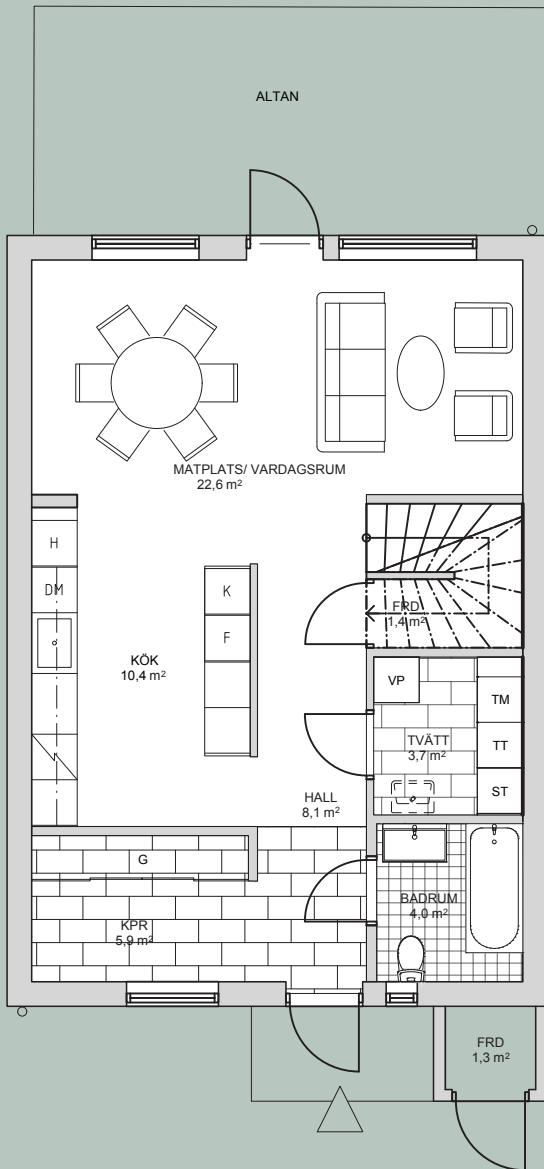 ALTAN
MATPLATS/ VARDAGSRUM
22,6 m²
H
DM
K
F
FRD
1,4 m²
KÖK
10,4 m²
VP
TM
TVÄTT
3,7 m²
TT
ST
HALL
8,1 m²
G
BADRUM
4,0 m²
KPR
5,9 m²
FRD
1,3 m²